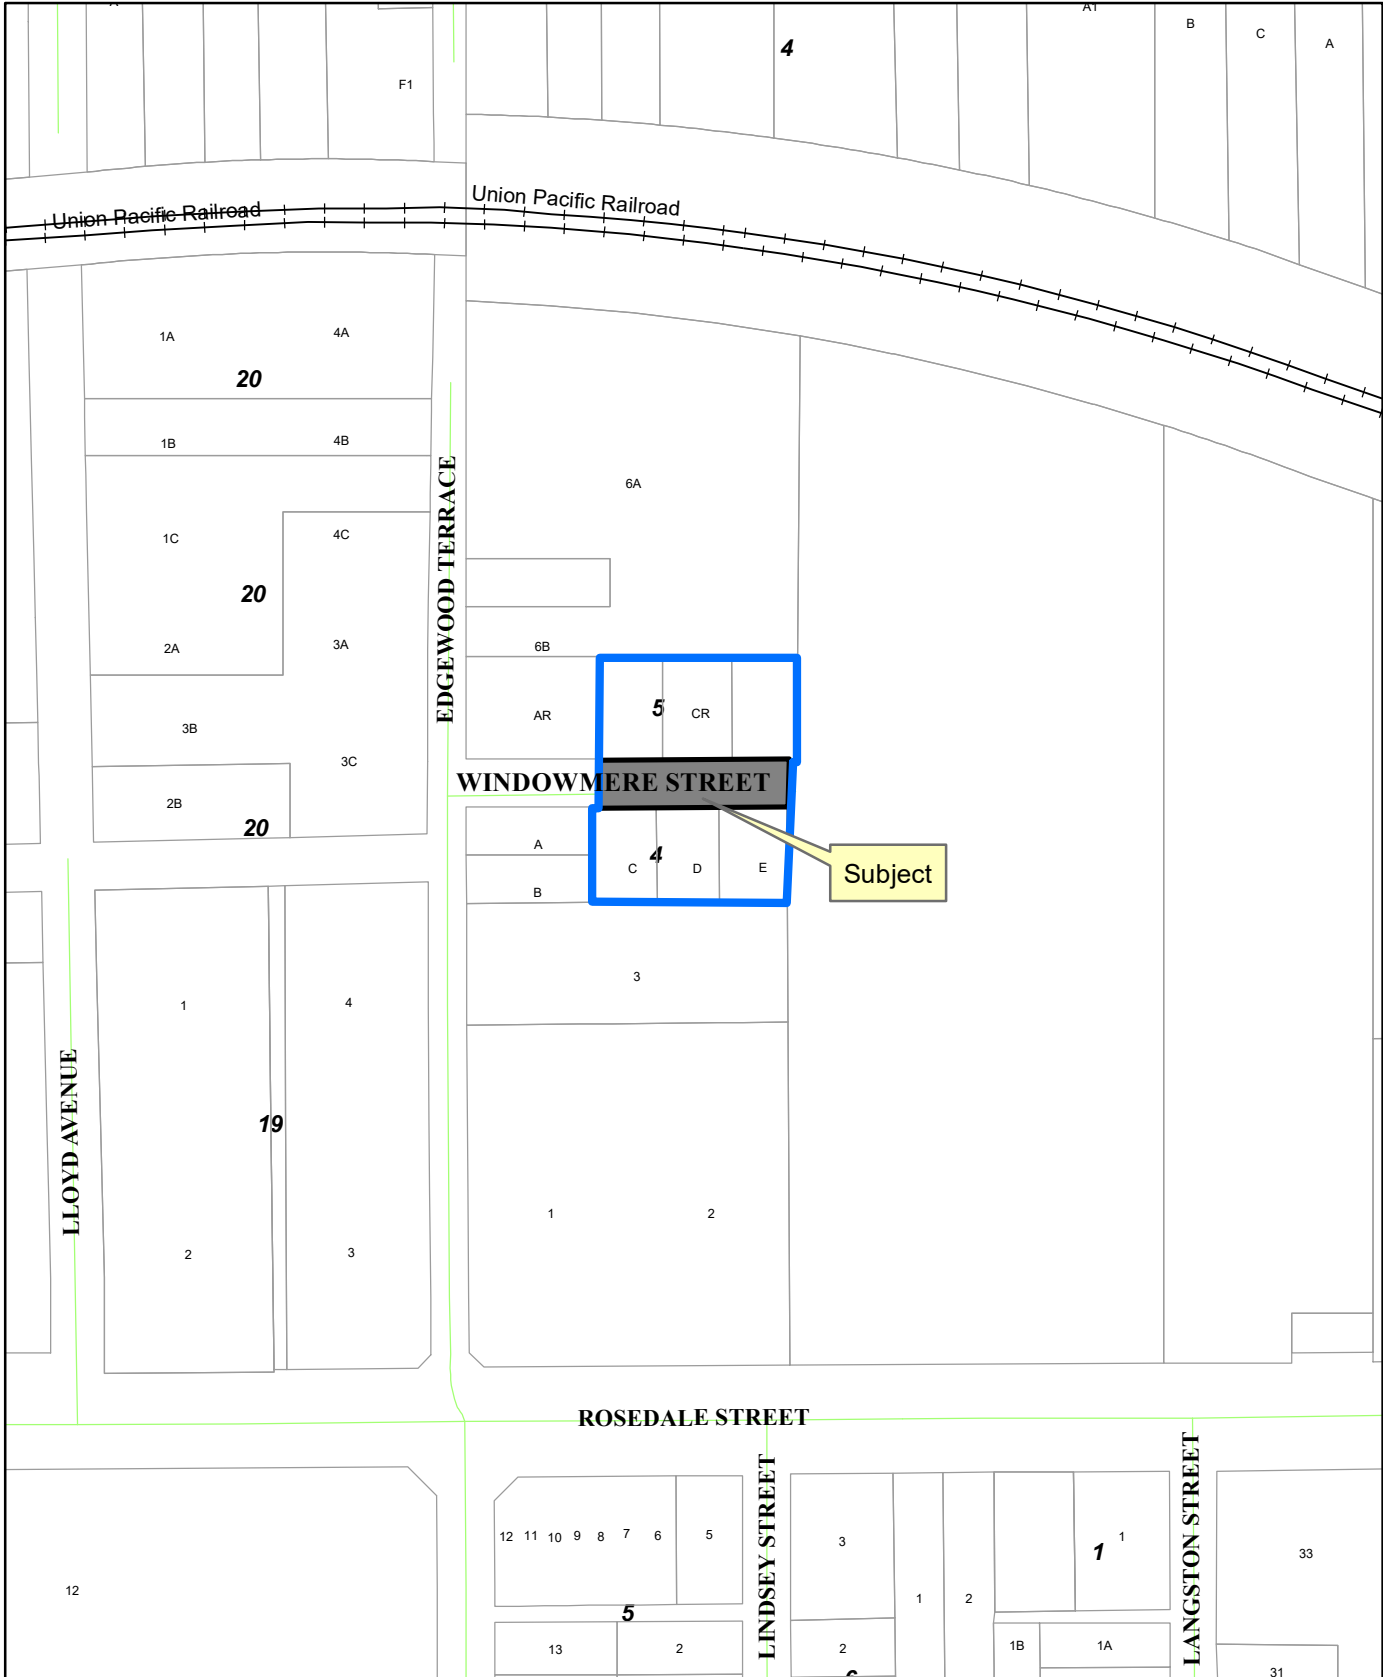 4
A1
B
C
A
F1
Union Pacific Railroad
Union Pacific Railroad
1A
4A
20
1B
4B
EDGEWOOD TERRACE
6A
1C
4C
20
2A
3A
6B
AR
5
CR
3B
3C
WINDOWMERE STREET
2B
20
A
B
4
C
D
E
Subject
3
1
4
LLOYD AVENUE
19
1
2
2
3
ROSEDALE STREET
LINDSEY STREET
LANGSTON STREET
12
11
10
9
8
7
6
5
3
1
1
33
12
1
2
5
13
2
2
1B
1A
31